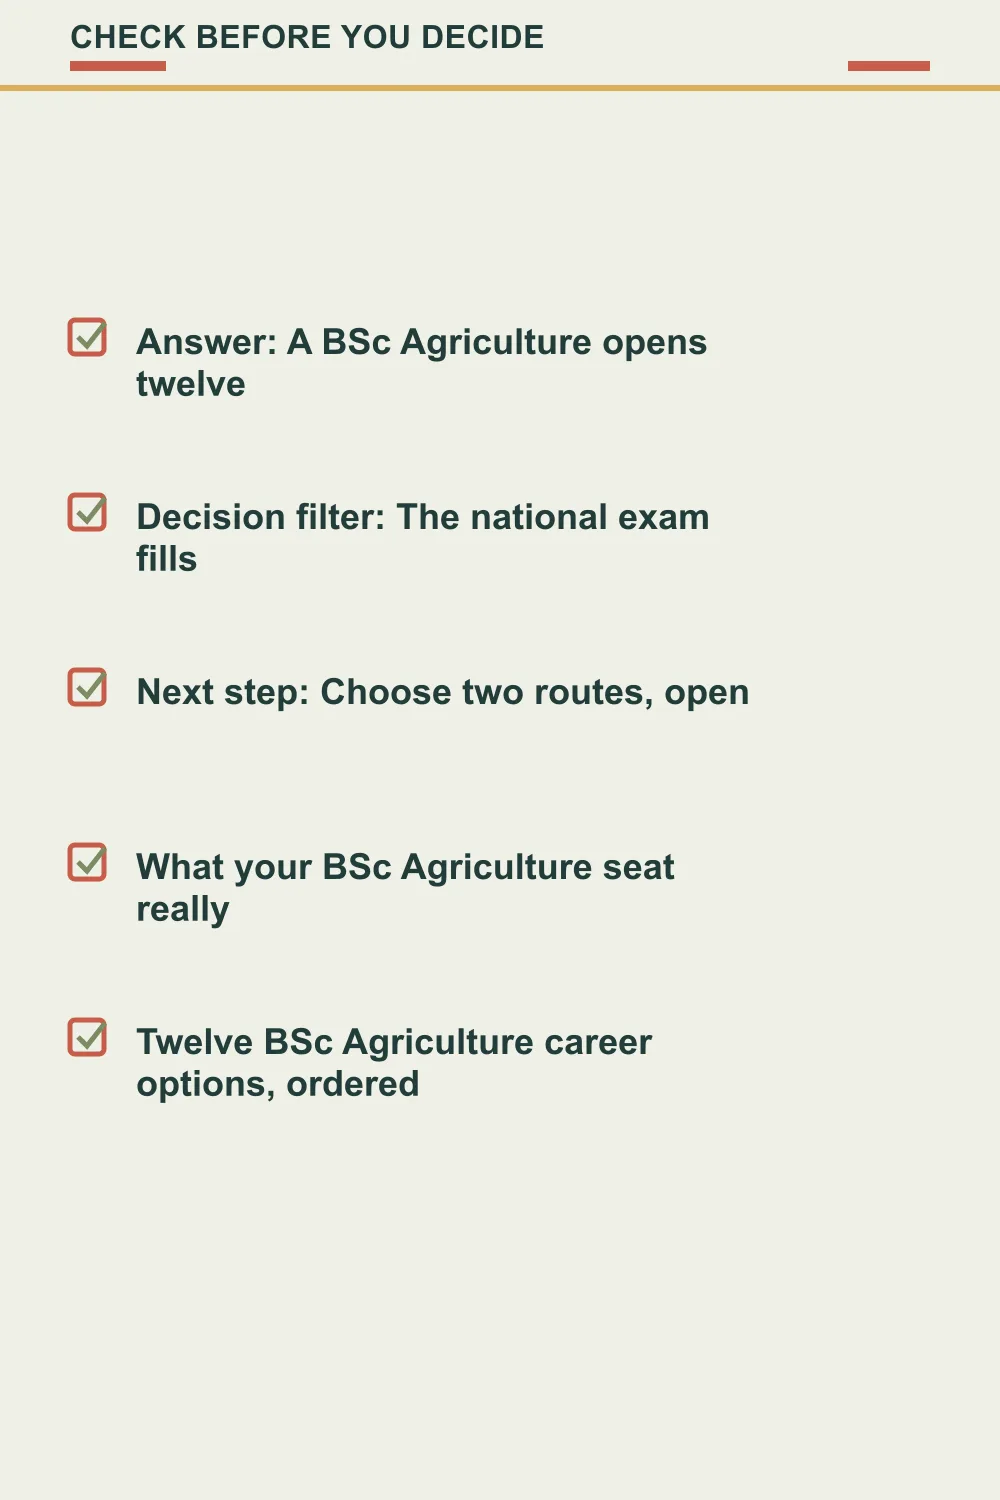 CHECK BEFORE YOU DECIDE
Answer: A BSc Agriculture opens
twelve
Decision filter: The national exam
fills
Next step: Choose two routes, open
What your BSc Agriculture seat
really
Twelve BSc Agriculture career
options, ordered